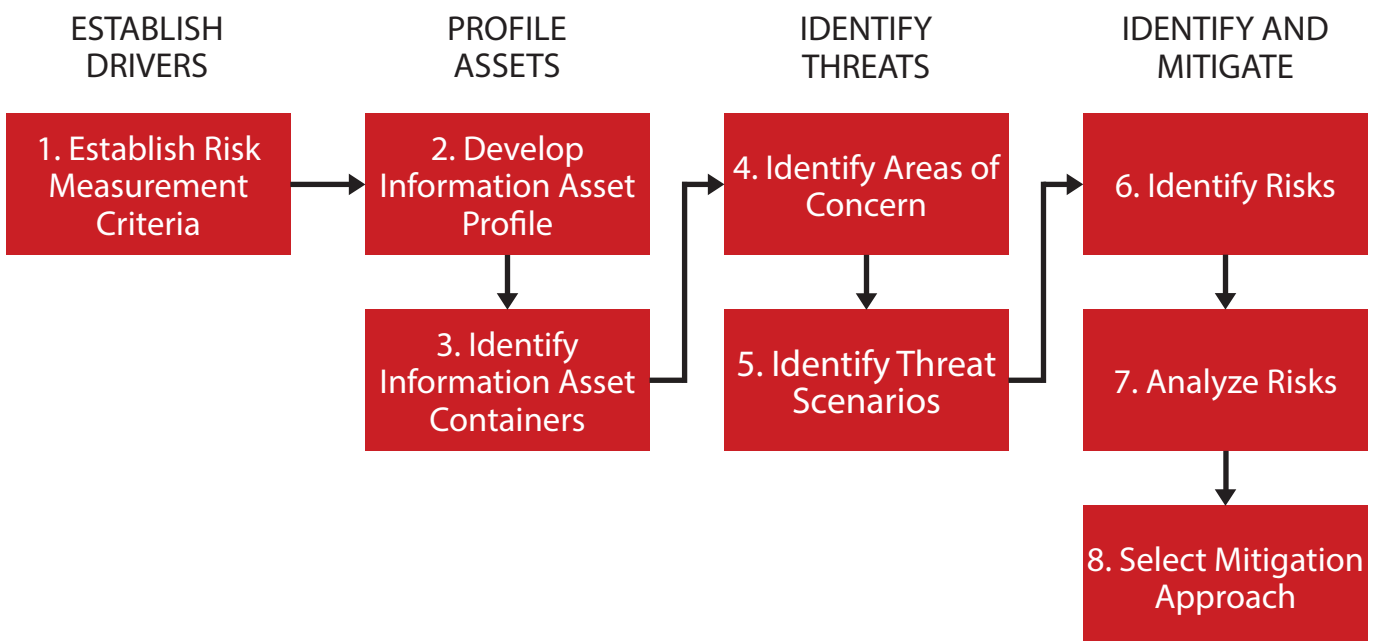 ESTABLISH
DRIVERS
PROFILE
ASSETS
IDENTIFY
THREATS
IDENTIFY AND
MITIGATE
1. Establish Risk
Measurement
Criteria
2. Develop
Information Asset
Profile
3. Identify
Information Asset
Containers
4. Identify Areas of
Concern
5. Identify Threat
Scenarios
6. Identify Risks
7. Analyze Risks
8. Select Mitigation
Approach